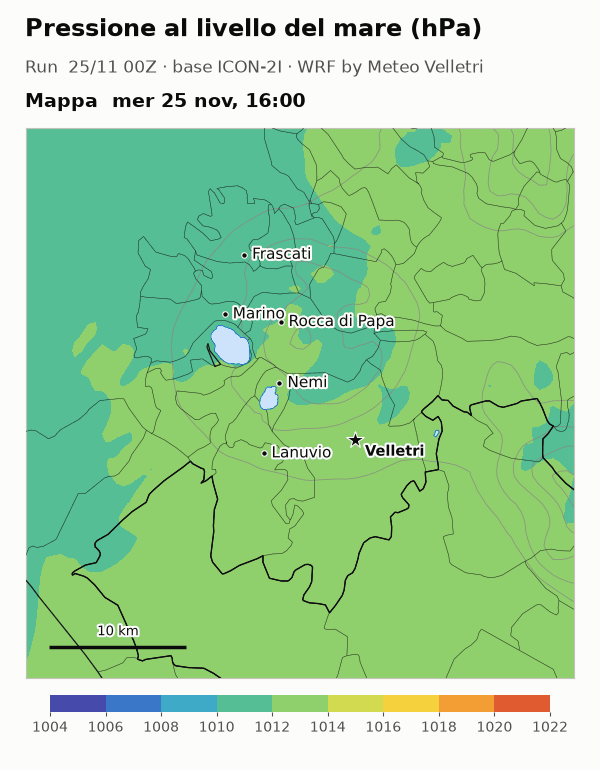 Pressione al livello del mare (hPa)
Run  25/11 00Z · base ICON-2I · WRF by Meteo Velletri
Mappa  mer 25 nov, 16:00
Frascati
Marino
Rocca di Papa
Nemi
Velletri
Lanuvio
10 km
1004 1006 1008 1010 1012 1014 1016 1018 1020 1022